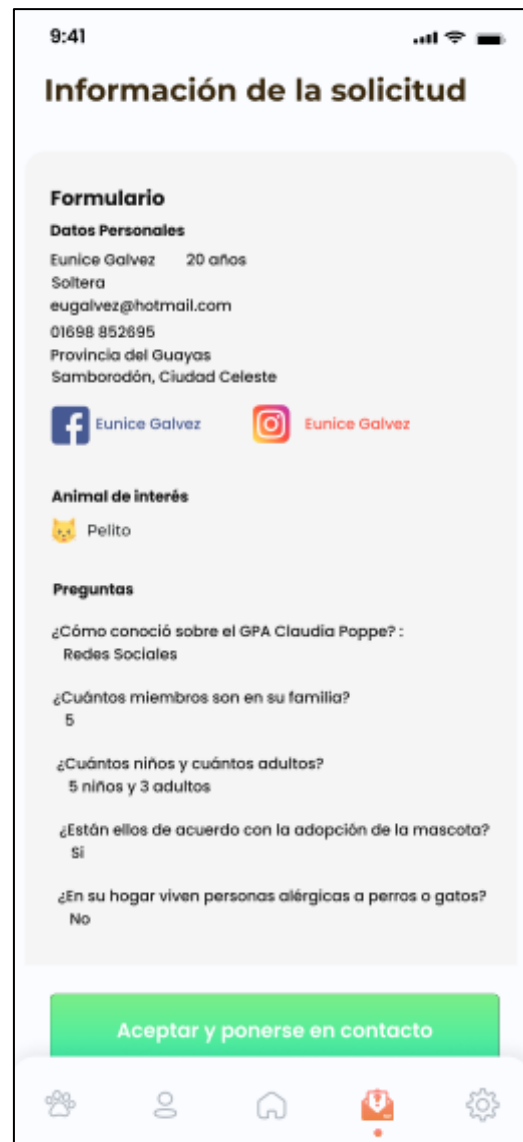 9:41
Información de la solicitud
Formulario
Datos Personales
Eunice Galvez 20 años
Soltera
eugalvez@hotmail.com
01698 852695
Provincia del Guayas
Samborodón, Ciudad Celeste
Eunice Galvez Eunice Galvez
Animal de interés
Pelito
Preguntas
¿Cómo conoció sobre el GPA Claudia Poppe? :
Redes Sociales
¿Cuántos miembros son en su familia?
5
¿Cuántos niños y cuántos adultos?
5 niños y 3 adultos
¿Están ellos de acuerdo con la adopción de la mascota?
Sí
¿En su hogar viven personas alérgicas a perros o gatos?
No
Aceptar y ponerse en contacto